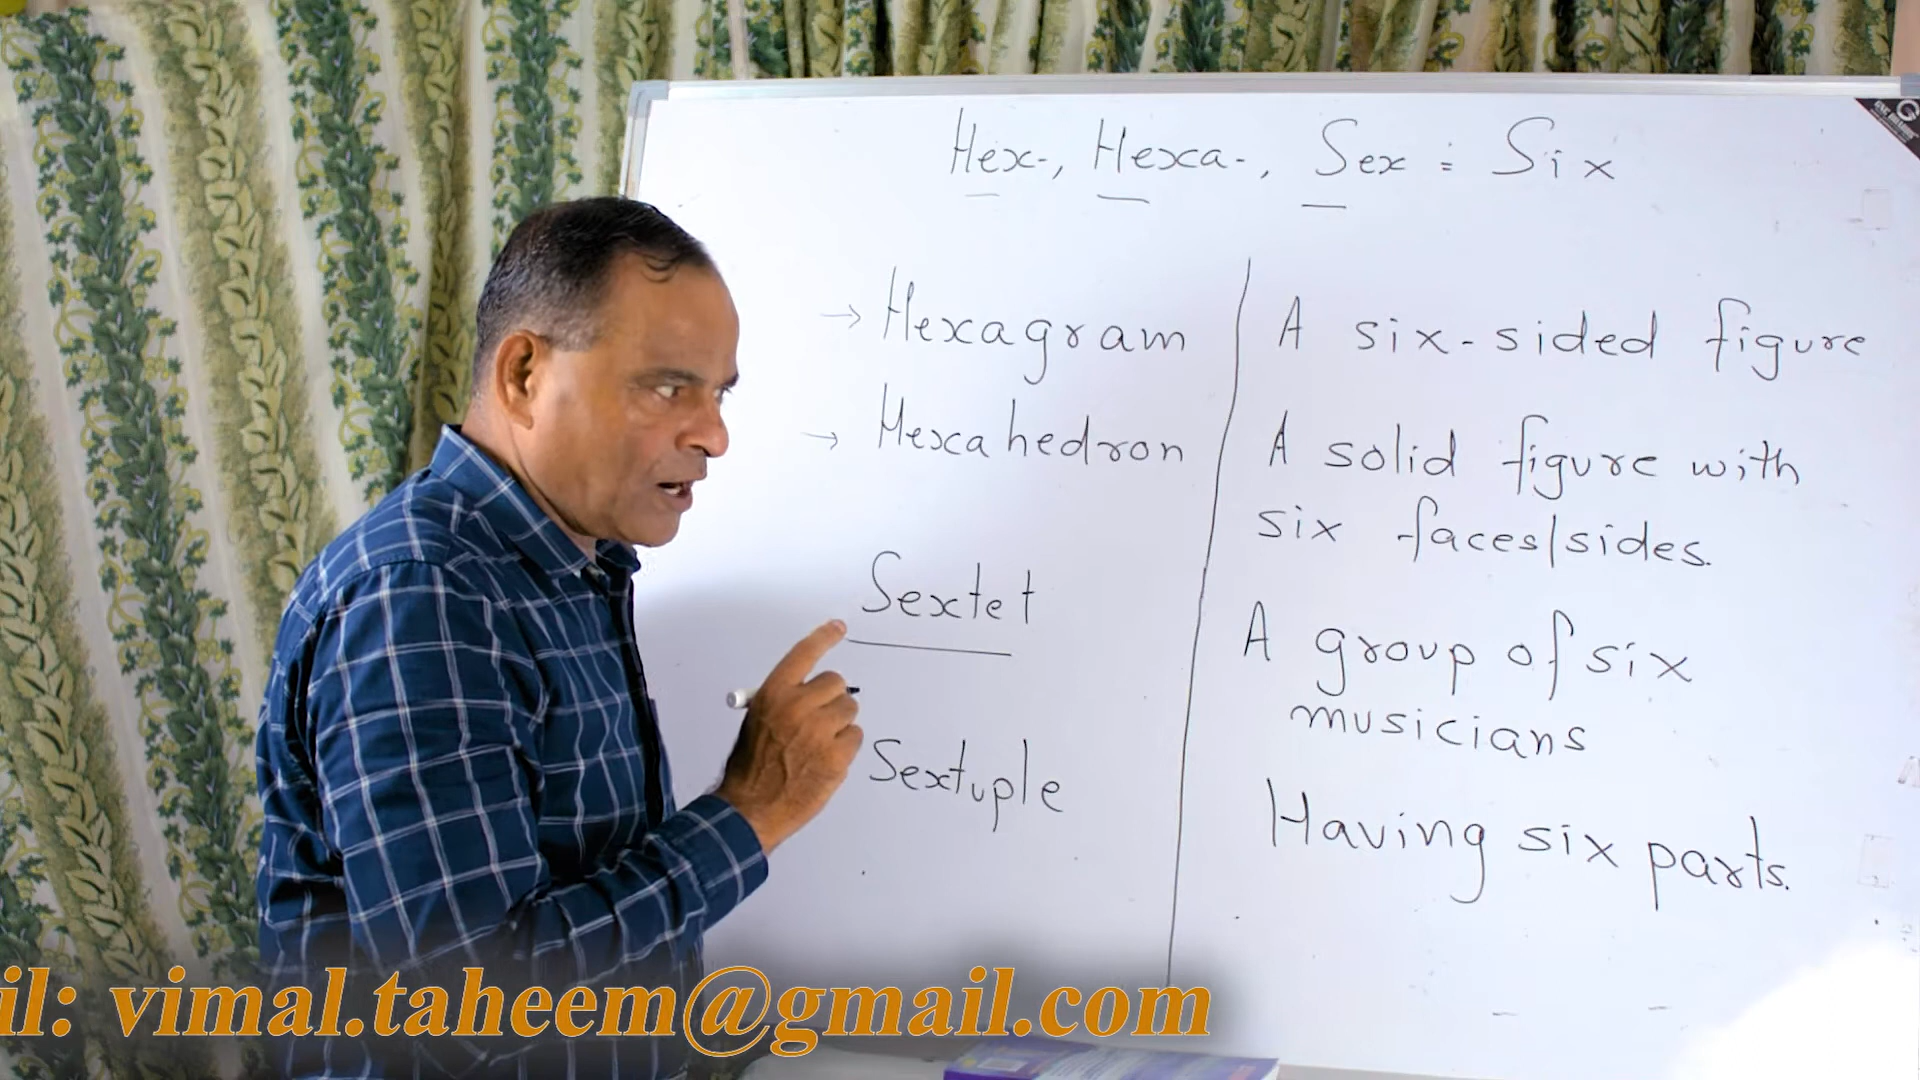 Hex-, Hexa-, Sex = Six
→ Hexagram
A six-sided figure
→ Hexahedron
A solid figure with
six faces/sides.
Sextet
A group of six
musicians
Sextuple
Having six parts.
il: vimal.taheem@gmail.com